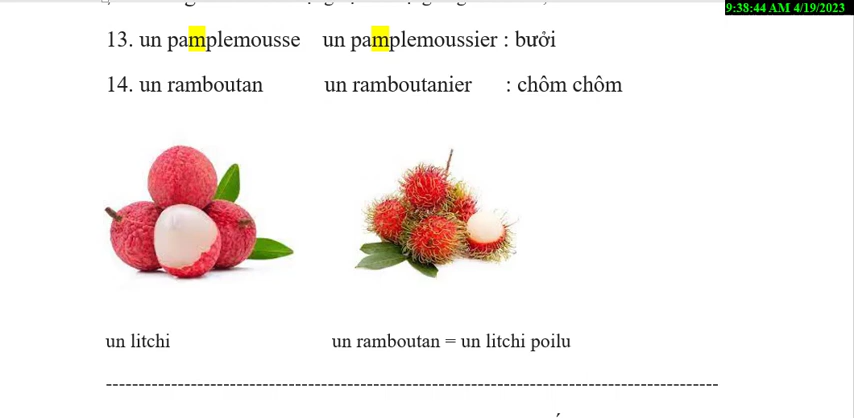 9:38:44 AM 4/19/2023
13. un pamplemousse un pamplemoussier : bưởi
14. un ramboutan un ramboutanier : chôm chôm
un litchi un ramboutan = un litchi poilu
--------------------------------------------------------------------------------------------